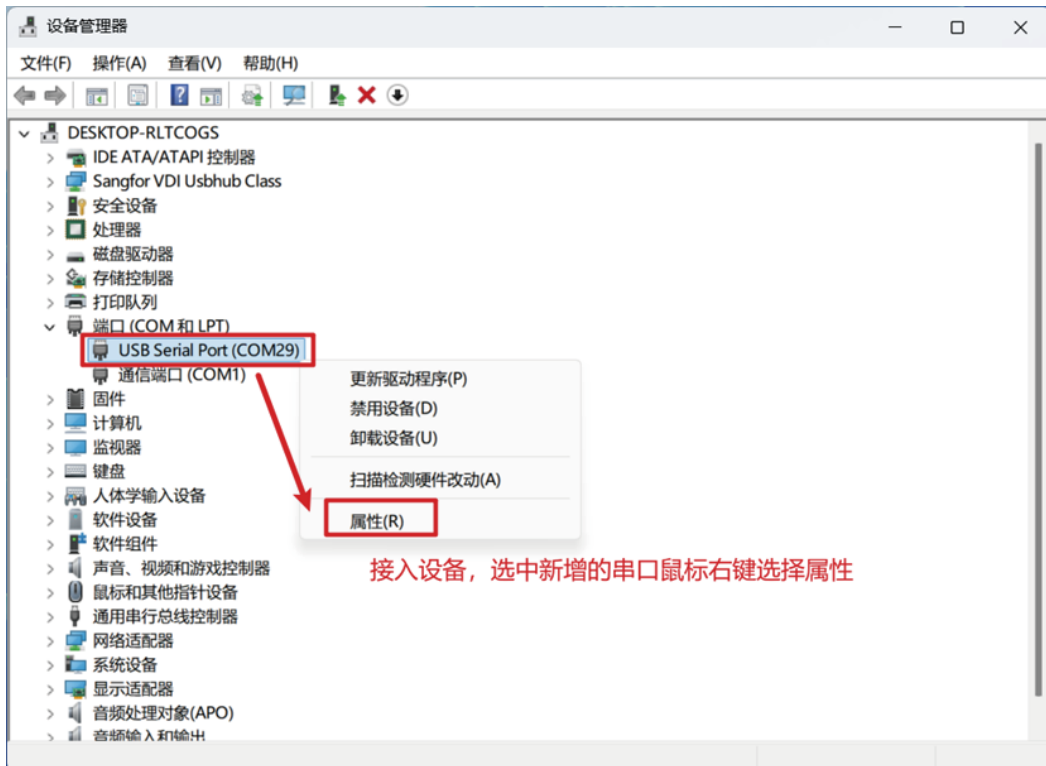 设备管理器
文件(F) 操作(A) 查看(V) 帮助(H)
DESKTOP-RLTCOGS
IDE ATA/ATAPI 控制器
Sangfor VDI Usbhub Class
安全设备
处理器
磁盘驱动器
存储控制器
打印队列
端口 (COM 和 LPT)
USB Serial Port (COM29)
通信端口 (COM1)
更新驱动程序(P)
禁用设备(D)
卸载设备(U)
扫描检测硬件改动(A)
属性(R)
接入设备，选中新增的串口鼠标右键选择属性
固件
计算机
监视器
键盘
人体学输入设备
软件设备
软件组件
声音、视频和游戏控制器
鼠标和其他指针设备
通用串行总线控制器
网络适配器
系统设备
显示适配器
音频处理对象(APO)
音频输入和输出